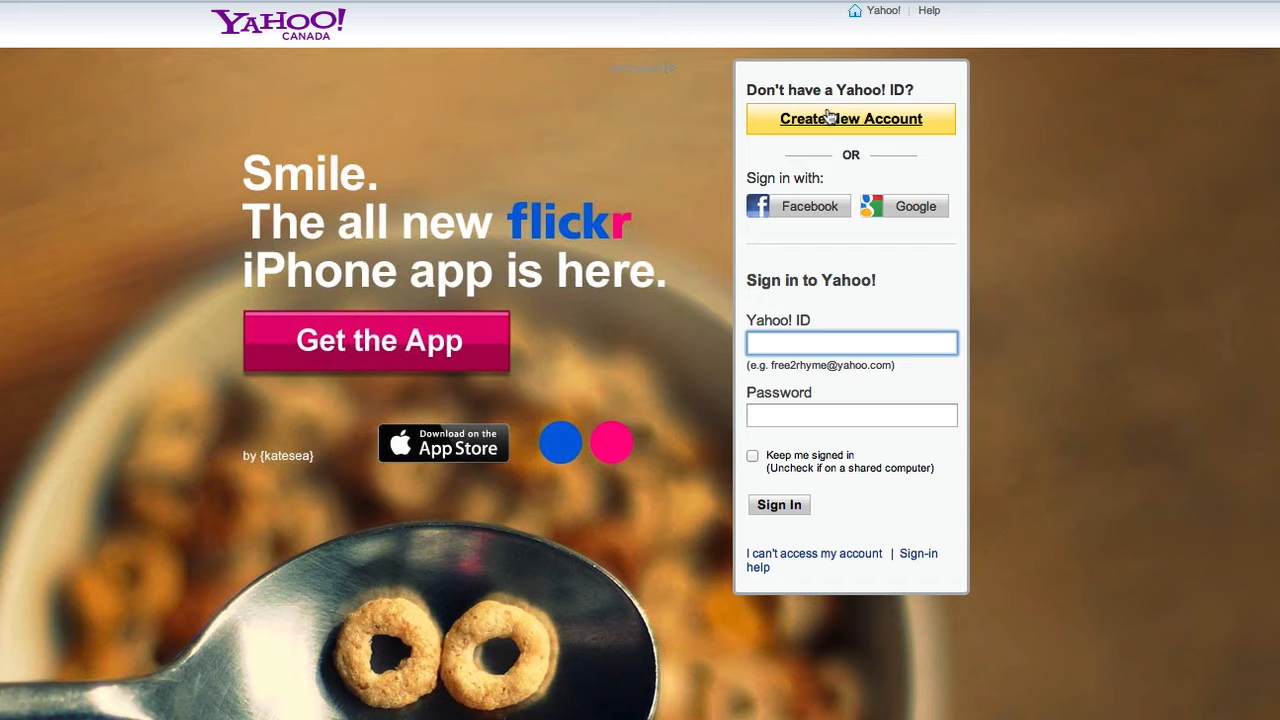 YAHOO!
CANADA
Yahoo! | Help
Don't have a Yahoo! ID?
Create New Account
OR
Sign in with:
Facebook
Google
Smile.
The all new flickr
iPhone app is here.
Get the App
by {katesea}
Download on the
App Store
Sign in to Yahoo!
Yahoo! ID
(e.g. free2rhyme@yahoo.com)
Password
Keep me signed in
(Uncheck if on a shared computer)
Sign In
I can't access my account | Sign-in
help